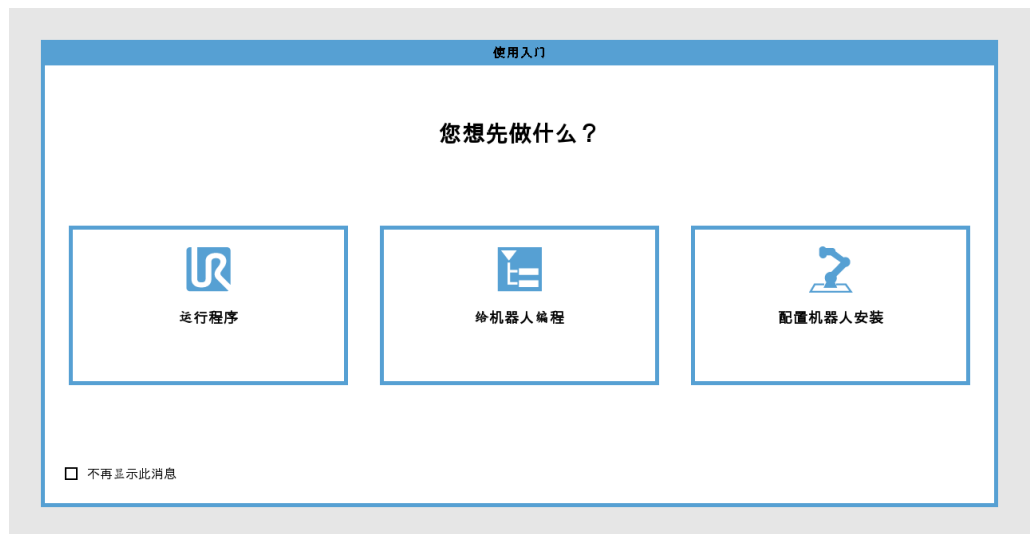 使用入门
您想先做什么？
运行程序
给机器人编程
配置机器人安装
不再显示此消息